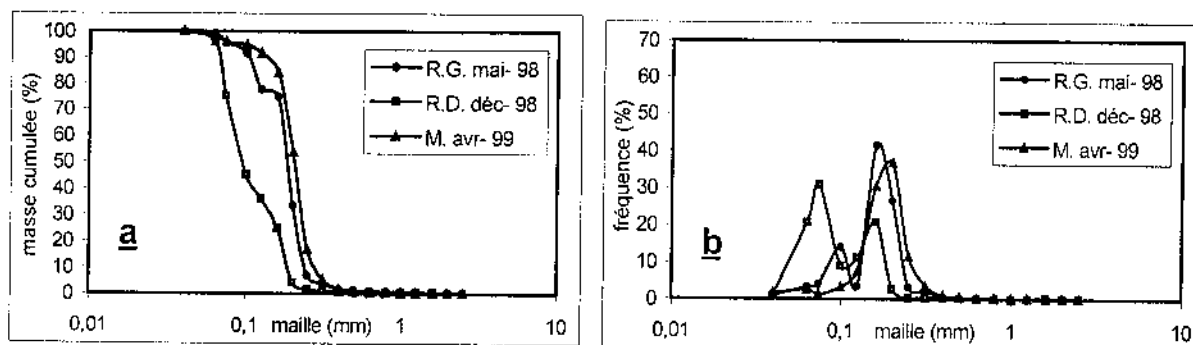 100
90
80
70
60
50
40
30
20
10
0
masse cumulée (%)
0,01
0,1
1
10
maille (mm)
R.G. mai- 98
R.D. déc- 98
M. avr- 99
a
70
60
50
40
30
20
10
0
fréquence (%)
0,01
0,1
1
10
maille (mm)
R.G. mai- 98
R.D. déc- 98
M. avr- 99
b